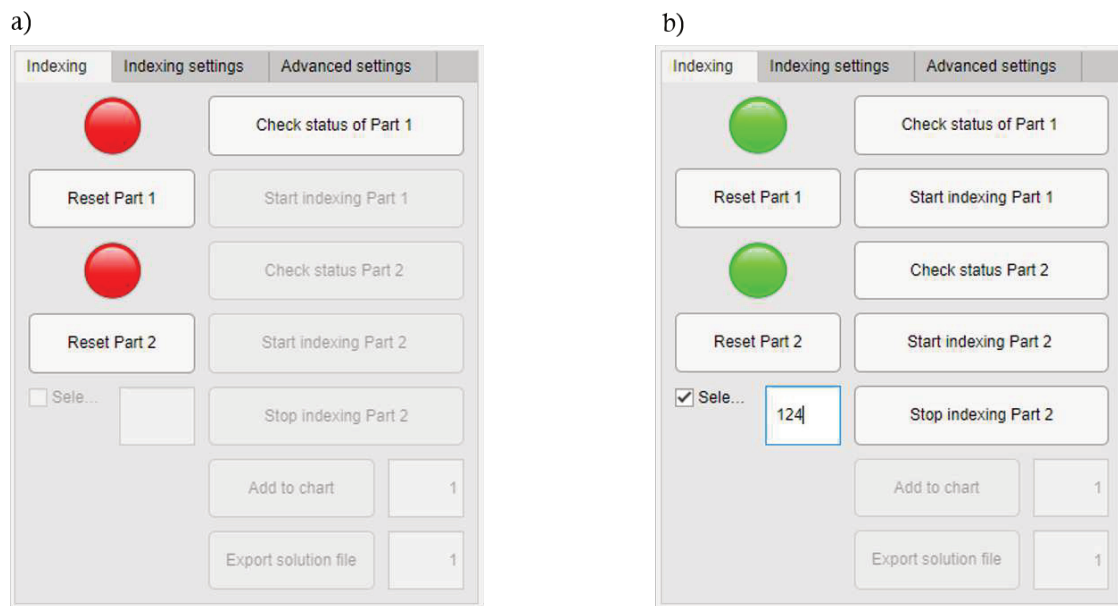 a)
Indexing Indexing settings Advanced settings
Check status of Part 1
Reset Part 1 Start indexing Part 1
Check status Part 2
Reset Part 2 Start indexing Part 2
Sele... Stop indexing Part 2
Add to chart 1
Export solution file 1
b)
Indexing Indexing settings Advanced settings
Check status of Part 1
Reset Part 1 Start indexing Part 1
Check status Part 2
Reset Part 2 Start indexing Part 2
Sele... 124 Stop indexing Part 2
Add to chart 1
Export solution file 1